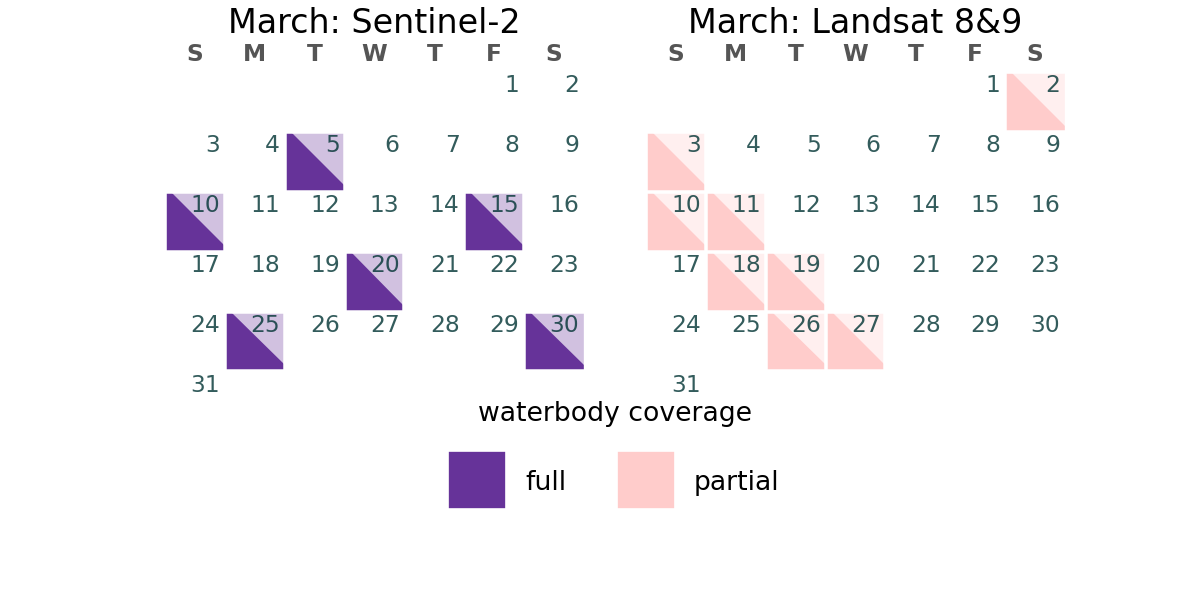 March: Sentinel-2
S M T W T F S
1 2
3 4 5 6 7 8 9
10 11 12 13 14 15 16
17 18 19 20 21 22 23
24 25 26 27 28 29 30
31
March: Landsat 8&9
S M T W T F S
1 2
3 4 5 6 7 8 9
10 11 12 13 14 15 16
17 18 19 20 21 22 23
24 25 26 27 28 29 30
31
waterbody coverage
full
partial